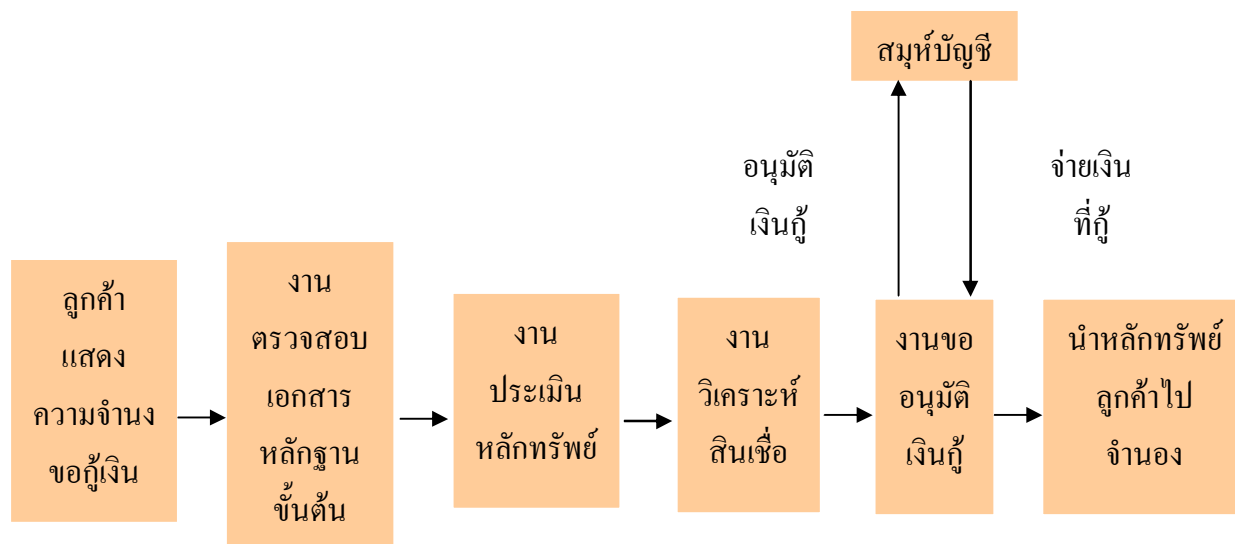 สมุห์บัญชี
อนุมัติ
เงินกู้
จ่ายเงิน
ที่กู้
ลูกค้า
แสดง
ความจำนง
ขอกู้เงิน
งาน
ตรวจสอบ
เอกสาร
หลักฐาน
ขั้นต้น
งาน
ประเมิน
หลักทรัพย์
งาน
วิเคราะห์
สินเชื่อ
งานขอ
อนุมัติ
เงินกู้
นำหลักทรัพย์
ลูกค้าไป
จำนอง